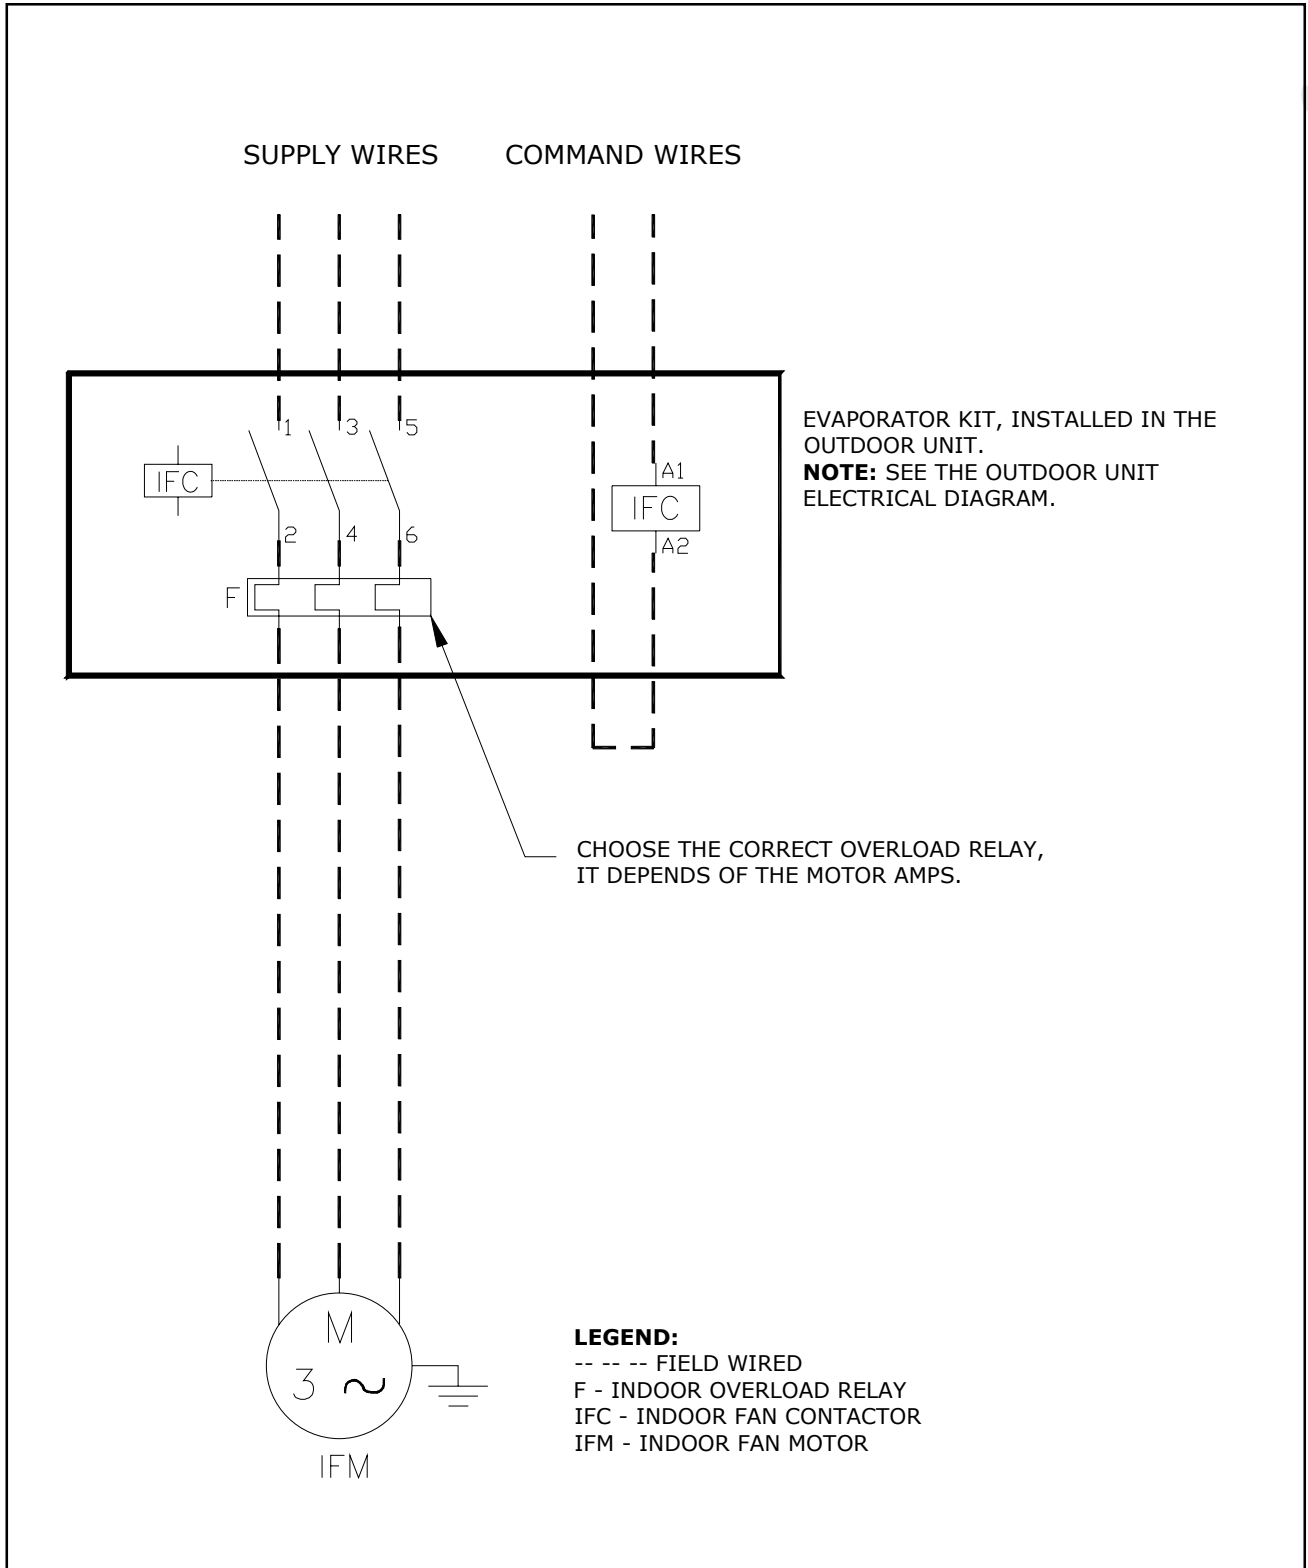 SUPPLY WIRES
COMMAND WIRES
1
3
5
IFC
2
4
6
F
A1
IFC
A2
EVAPORATOR KIT, INSTALLED IN THE
OUTDOOR UNIT.
NOTE: SEE THE OUTDOOR UNIT
ELECTRICAL DIAGRAM.
CHOOSE THE CORRECT OVERLOAD RELAY,
IT DEPENDS OF THE MOTOR AMPS.
M
3 ~
IFM
LEGEND:
-- -- -- FIELD WIRED
F - INDOOR OVERLOAD RELAY
IFC - INDOOR FAN CONTACTOR
IFM - INDOOR FAN MOTOR